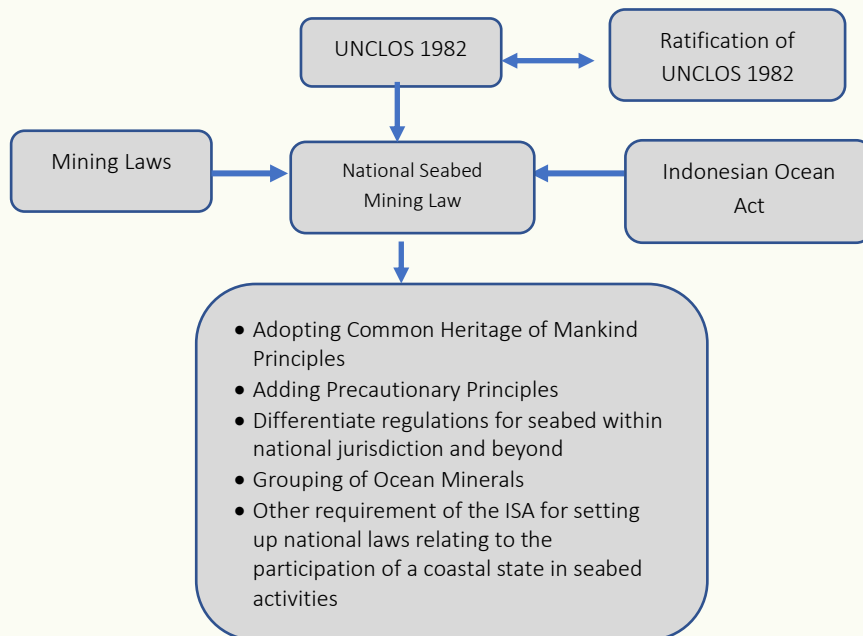 UNCLOS 1982
Ratification of
UNCLOS 1982
Mining Laws
National Seabed
Mining Law
Indonesian Ocean
Act
• Adopting Common Heritage of Mankind
Principles
• Adding Precautionary Principles
• Differentiate regulations for seabed within
national jurisdiction and beyond
• Grouping of Ocean Minerals
• Other requirement of the ISA for setting
up national laws relating to the
participation of a coastal state in seabed
activities